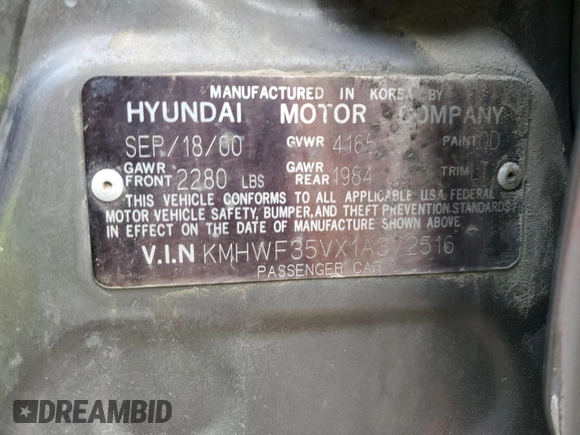 MANUFACTURED IN KOREA BY
HYUNDAI MOTOR COMPANY
SEP/18/00 GVWR 4165 PAINT QD
GAWR FRONT 2280 LBS GAWR REAR 1984 TRIM
THIS VEHICLE CONFORMS TO ALL APPLICABLE U.S.A. FEDERAL
MOTOR VEHICLE SAFETY, BUMPER, AND THEFT PREVENTION STANDARDS
IN EFFECT ON THE DATE OF MANUFACTURE SHOWN ABOVE
V.I.N KMHWF35VX1A372516
PASSENGER CAR
DREAMBID